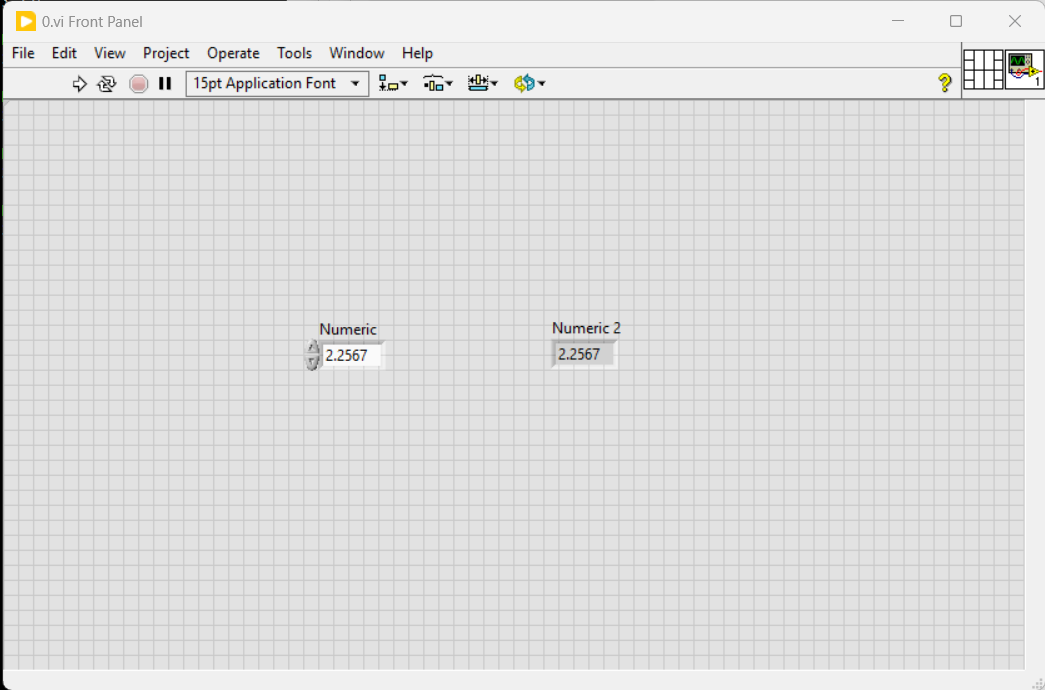 0.vi Front Panel
File Edit View Project Operate Tools Window Help
15pt Application Font
1
Numeric
2.2567
Numeric 2
2.2567